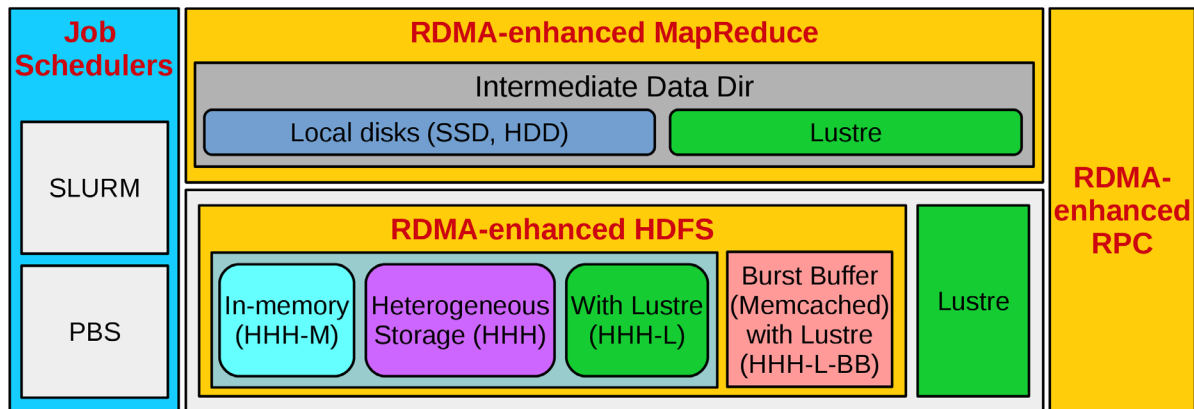 Job
Schedulers
SLURM
PBS
RDMA-enhanced MapReduce
Intermediate Data Dir
Local disks (SSD, HDD)
Lustre
RDMA-enhanced HDFS
In-memory
(HHH-M)
Heterogeneous
Storage (HHH)
With Lustre
(HHH-L)
Burst Buffer
(Memcached)
with Lustre
(HHH-L-BB)
Lustre
RDMA-
enhanced
RPC